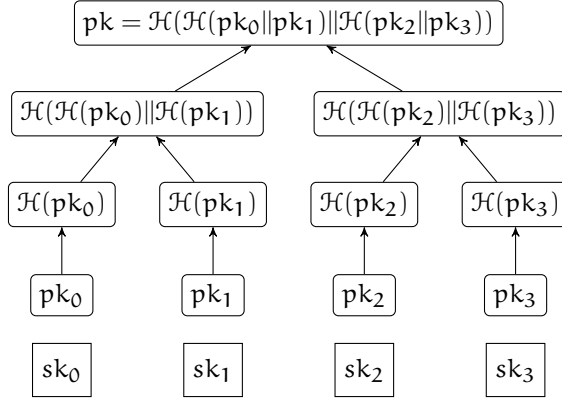 pk = ℋ(ℋ(pk₀||pk₁)||ℋ(pk₂||pk₃))
ℋ(ℋ(pk₀)||ℋ(pk₁)) ℋ(ℋ(pk₂)||ℋ(pk₃))
ℋ(pk₀) ℋ(pk₁) ℋ(pk₂) ℋ(pk₃)
pk₀ pk₁ pk₂ pk₃
sk₀ sk₁ sk₂ sk₃